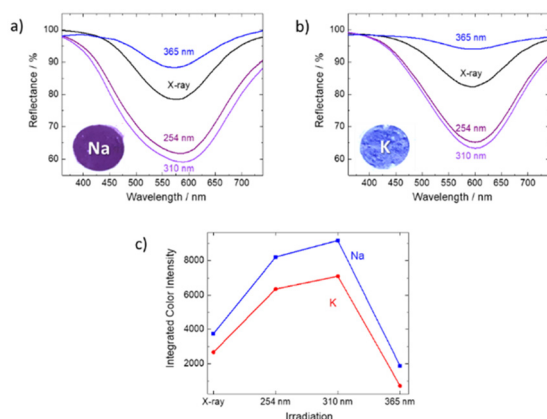 a)
Reflectance / %
100
90
80
70
60
365 nm
X-ray
254 nm
310 nm
Na
400 450 500 550 600 650 700
Wavelength / nm
b)
Reflectance / %
100
90
80
70
60
365 nm
X-ray
254 nm
310 nm
K
400 450 500 550 600 650 700
Wavelength / nm
c)
Integrated Color Intensity
8000
6000
4000
2000
Na
K
X-ray 254 nm 310 nm 365 nm
Irradiation